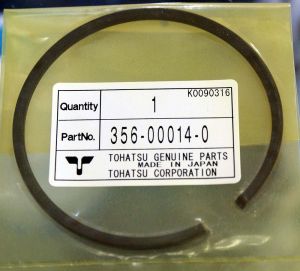 K0090316
Quantity 1
PartNo. 356-00014-0
TOHATSU GENUINE PARTS
MADE IN JAPAN
TOHATSU CORPORATION